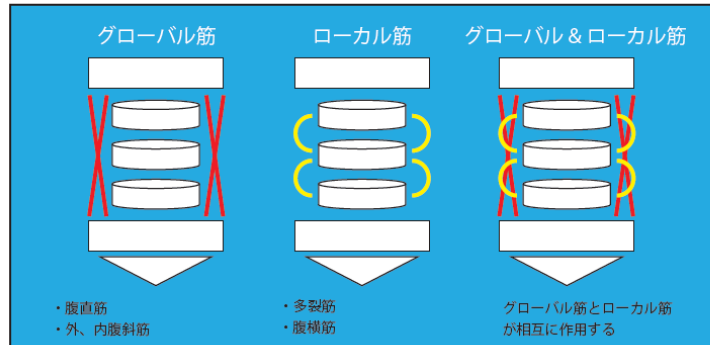 グローバル筋
ローカル筋
グローバル & ローカル筋
・腹直筋
・外、内腹斜筋
・多裂筋
・腹横筋
グローバル筋とローカル筋
が相互に作用する